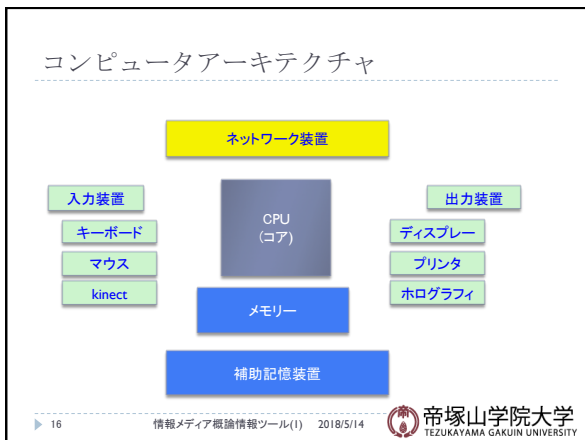 コンピュータアーキテクチャ
ネットワーク装置
入力装置
キーボード
マウス
kinect
CPU
(コア)
メモリー
補助記憶装置
出力装置
ディスプレー
プリンタ
ホログラフィ
16
情報メディア概論情報ツール(1) 2018/5/14
帝塚山学院大学
TEZUKAYAMA GAKUIN UNIVERSITY